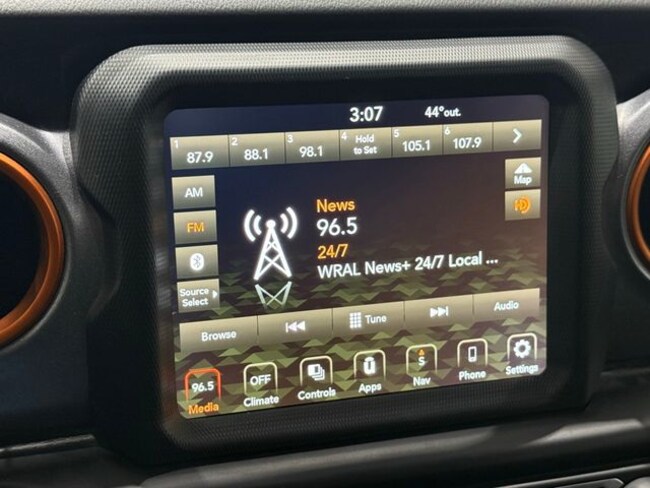 3:07 44°out.
1 87.9 2 88.1 3 98.1 4 Hold to Set 5 105.1 6 107.9
AM
Map
News
FM
96.5
HD
24/7
WRAL News+ 24/7 Local ...
Source
Select
Browse
Tune
Audio
96.5 OFF S
Media Climate Controls Apps Nav Phone Settings